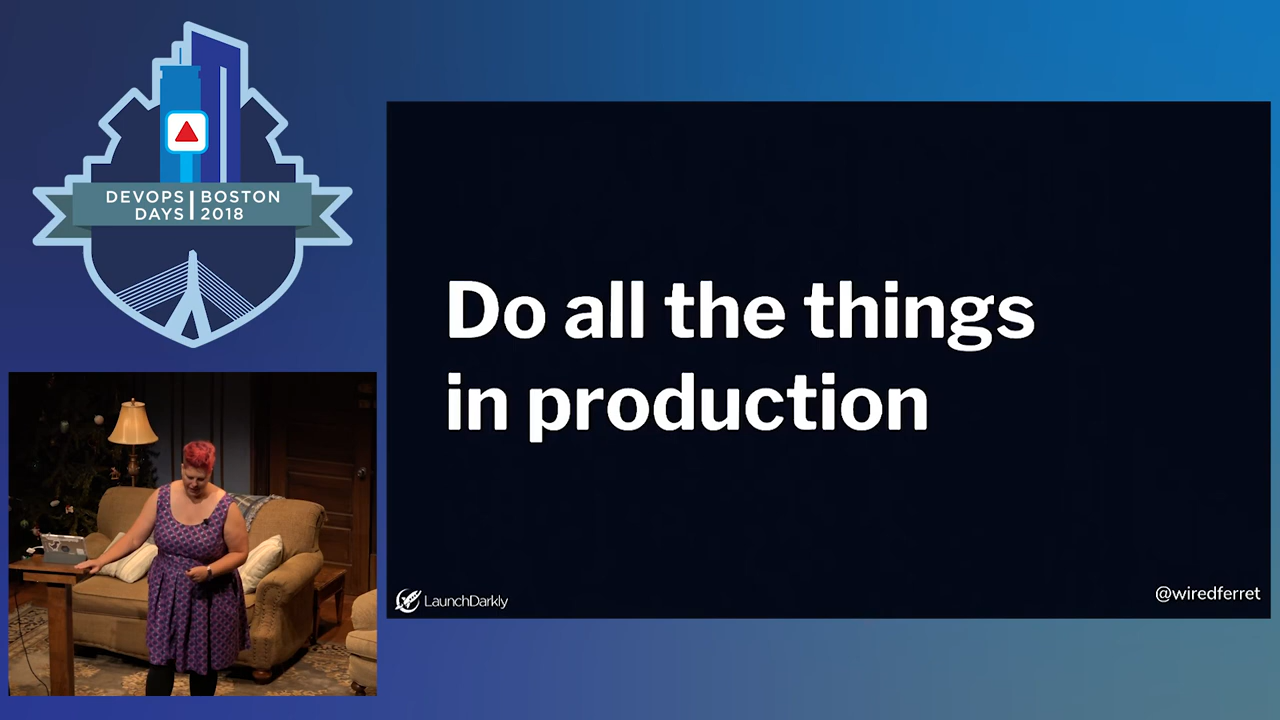 DEVOPS BOSTON
DAYS 2018
Do all the things
in production
LaunchDarkly
@wiredferret